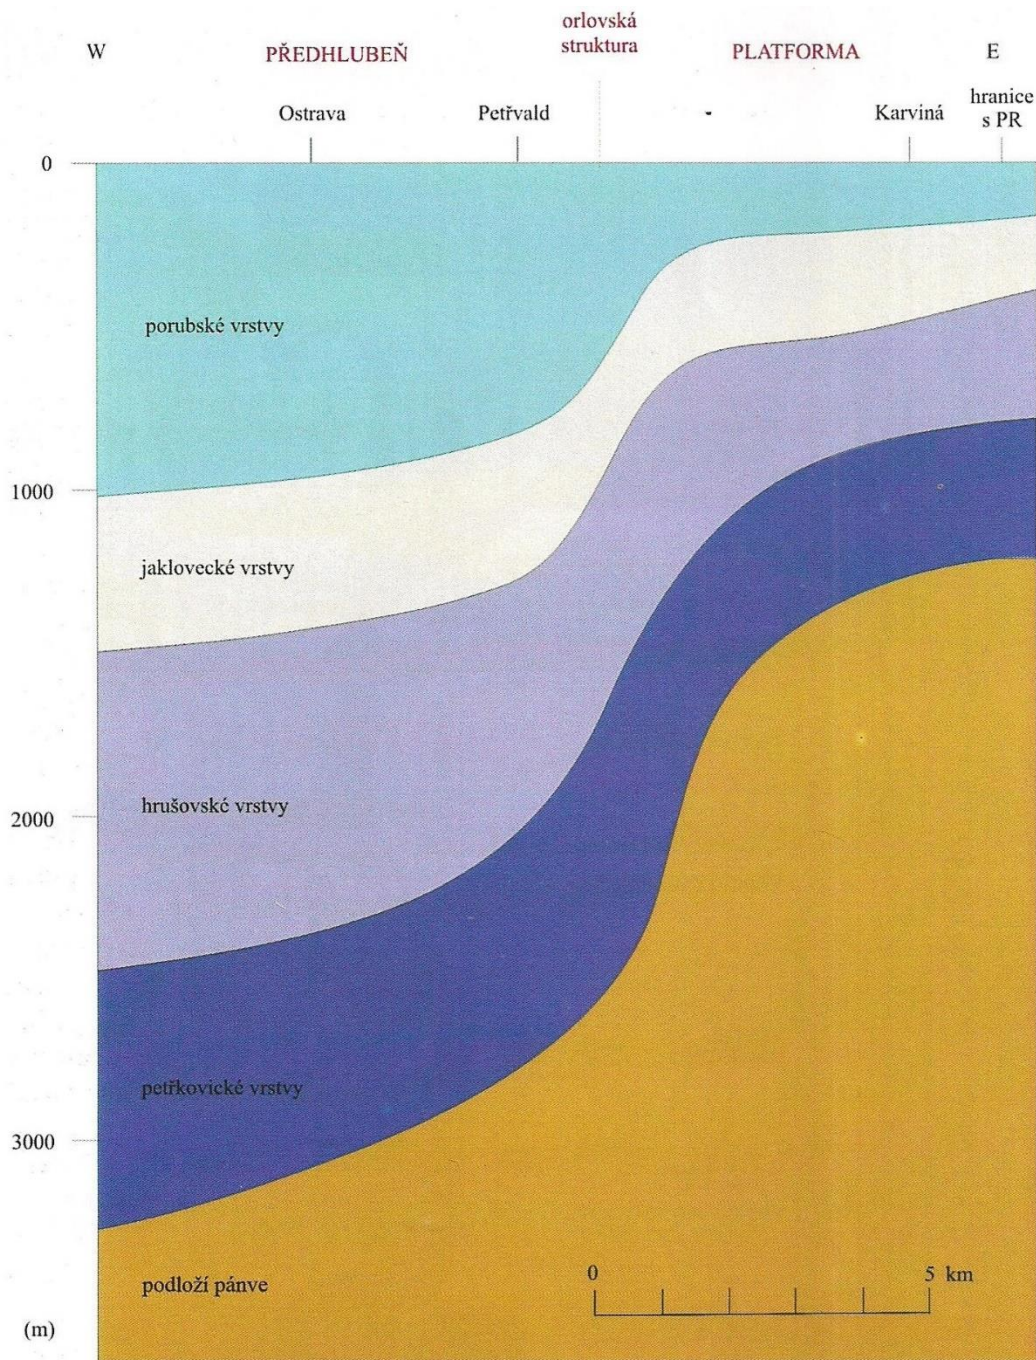 orlovská
struktura
W
PŘEDHLUBEŇ
PLATFORMA
E
Ostrava
Petřvald
Karviná
hranice
s PR
0
porubské vrstvy
1000
jaklovecké vrstvy
hrušovské vrstvy
2000
petřkovické vrstvy
3000
podloží pánve
0
5 km
(m)